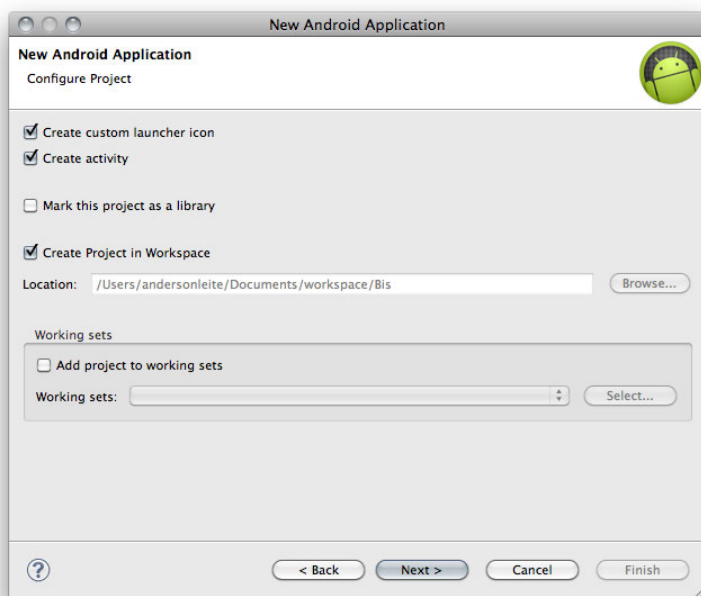 New Android Application
New Android Application
Configure Project
Create custom launcher icon
Create activity
Mark this project as a library
Create Project in Workspace
Location: /Users/andersonleite/Documents/workspace/Bis Browse...
Working sets
Add project to working sets
Working sets: Select...
? < Back Next > Cancel Finish